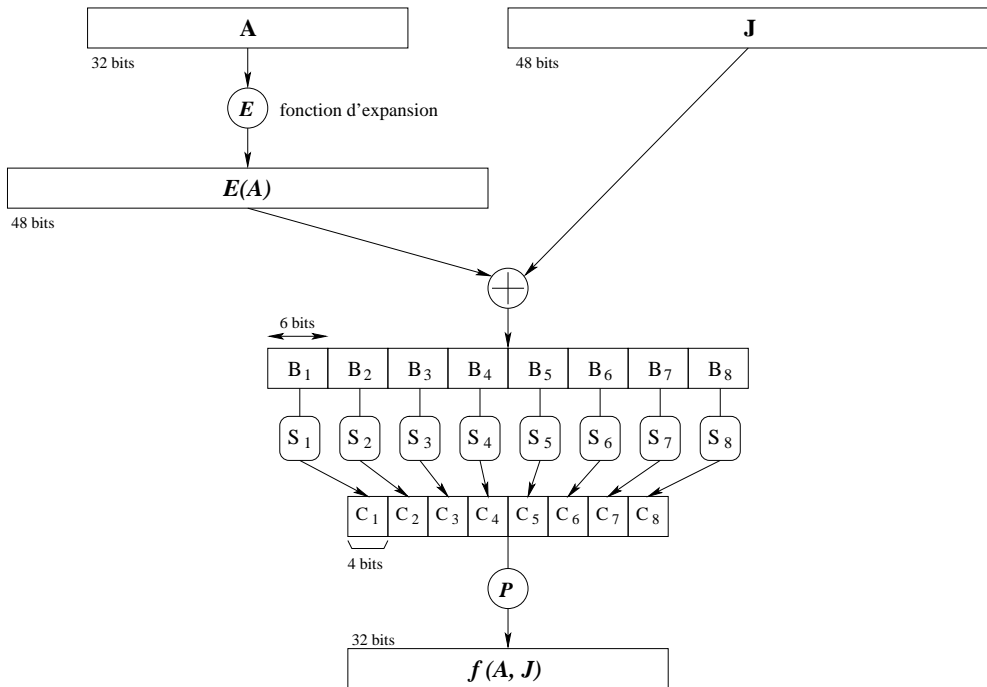 A
J
32 bits
48 bits
E
fonction d'expansion
E(A)
48 bits
6 bits
B1 B2 B3 B4 B5 B6 B7 B8
S1 S2 S3 S4 S5 S6 S7 S8
C1 C2 C3 C4 C5 C6 C7 C8
4 bits
P
32 bits
f (A, J)